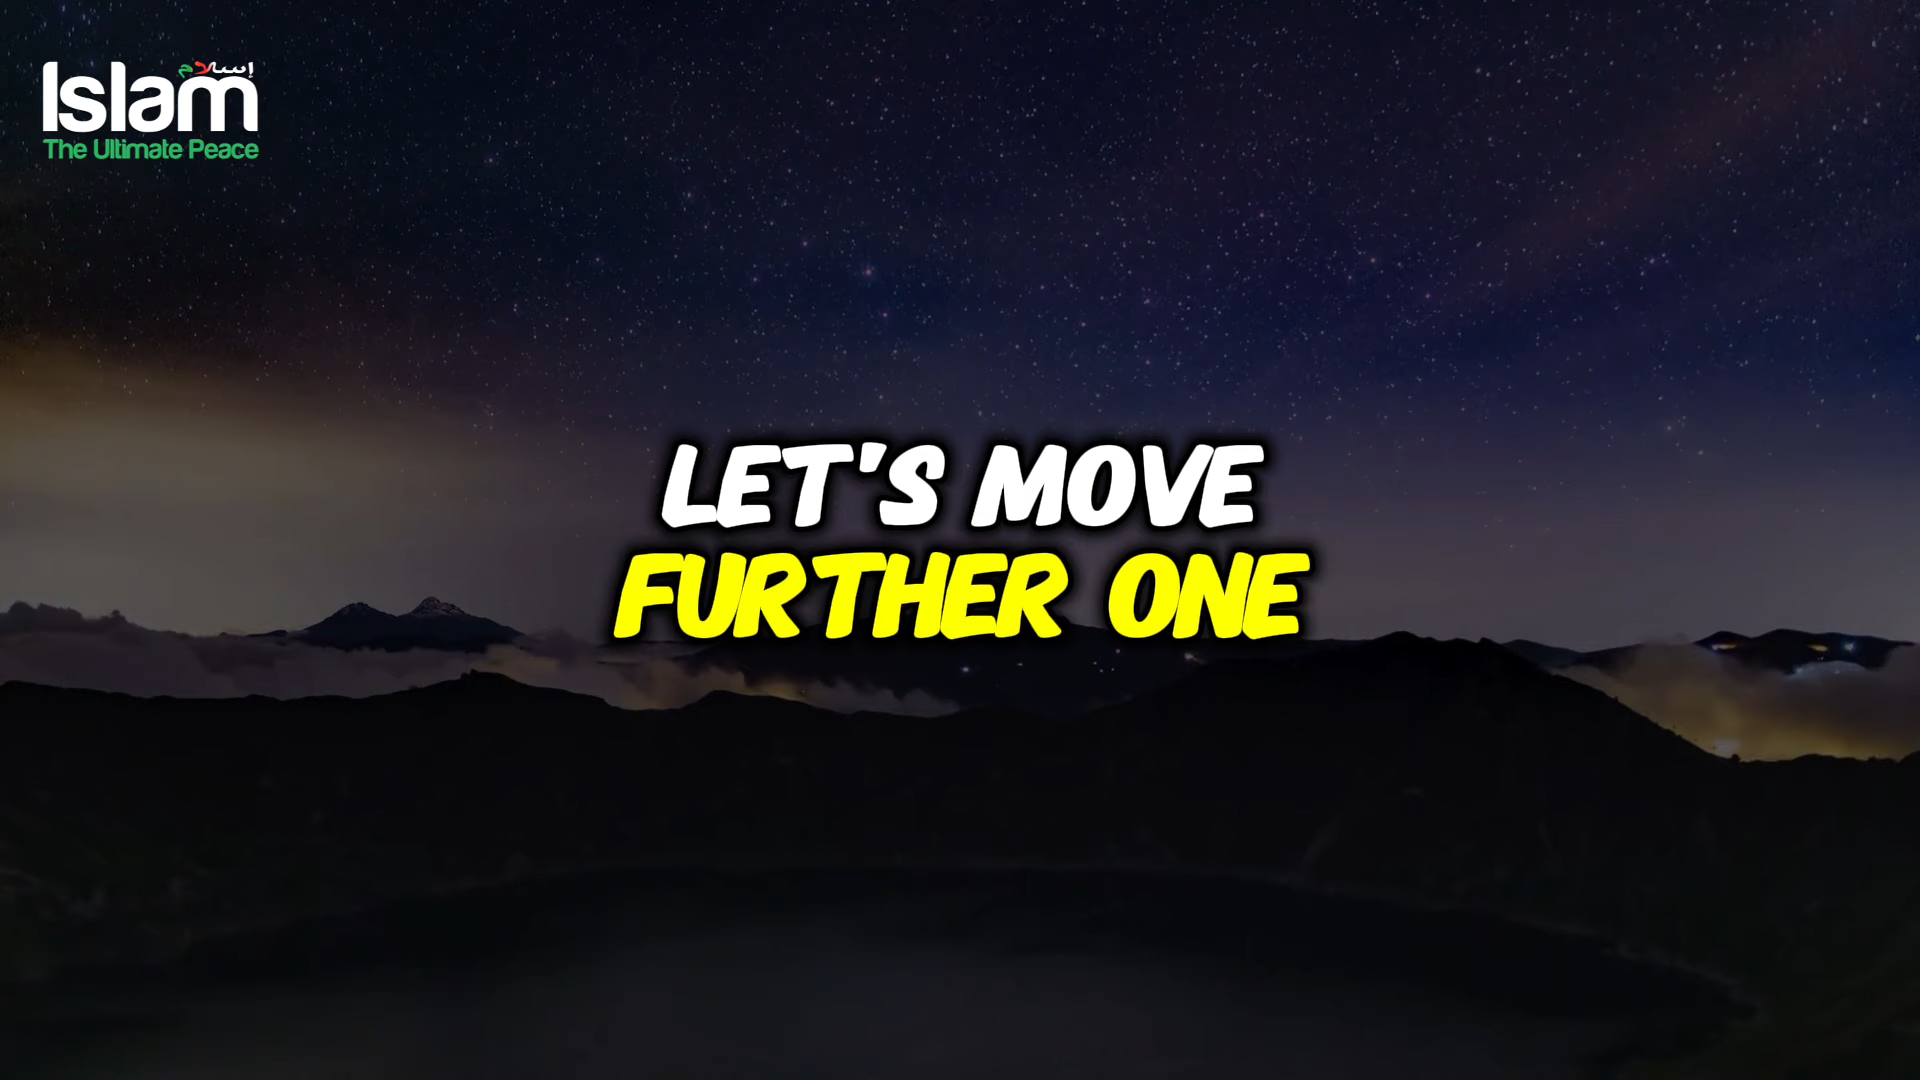 إسلام
Islam
The Ultimate Peace
LET'S MOVE
FURTHER ONE